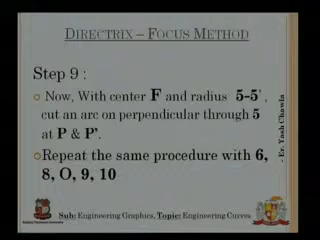 DIRECTRIX – FOCUS METHOD
Step 9 :
Now, With center F and radius 5-5',
cut an arc on perpendicular through 5
at P & P'.
Repeat the same procedure with 6,
8, O, 9, 10
- Er. Yash Chawla
Sub: Engineering Graphics, Topic: Engineering Curves